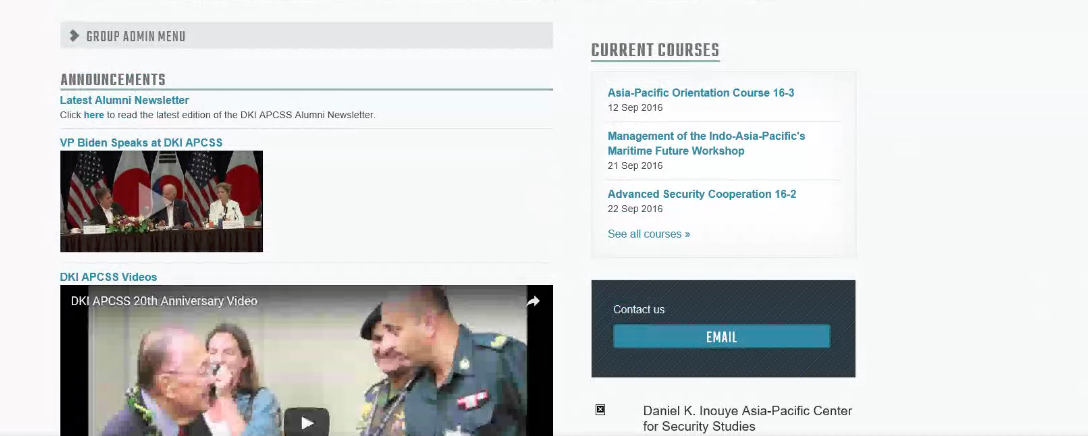 GROUP ADMIN MENU
ANNOUNCEMENTS
Latest Alumni Newsletter
Click here to read the latest edition of the DKI APCSS Alumni Newsletter.
VP Biden Speaks at DKI APCSS
DKI APCSS Videos
DKI APCSS 20th Anniversary Video
CURRENT COURSES
Asia-Pacific Orientation Course 16-3
12 Sep 2016
Management of the Indo-Asia-Pacific's
Maritime Future Workshop
21 Sep 2016
Advanced Security Cooperation 16-2
22 Sep 2016
See all courses »
Contact us
EMAIL
Daniel K. Inouye Asia-Pacific Center
for Security Studies